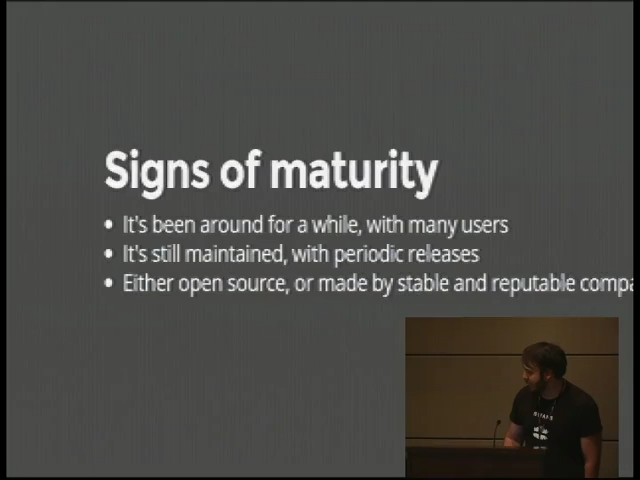 Signs of maturity
• It's been around for a while, with many users
• It's still maintained, with periodic releases
• Either open source, or made by stable and reputable compa